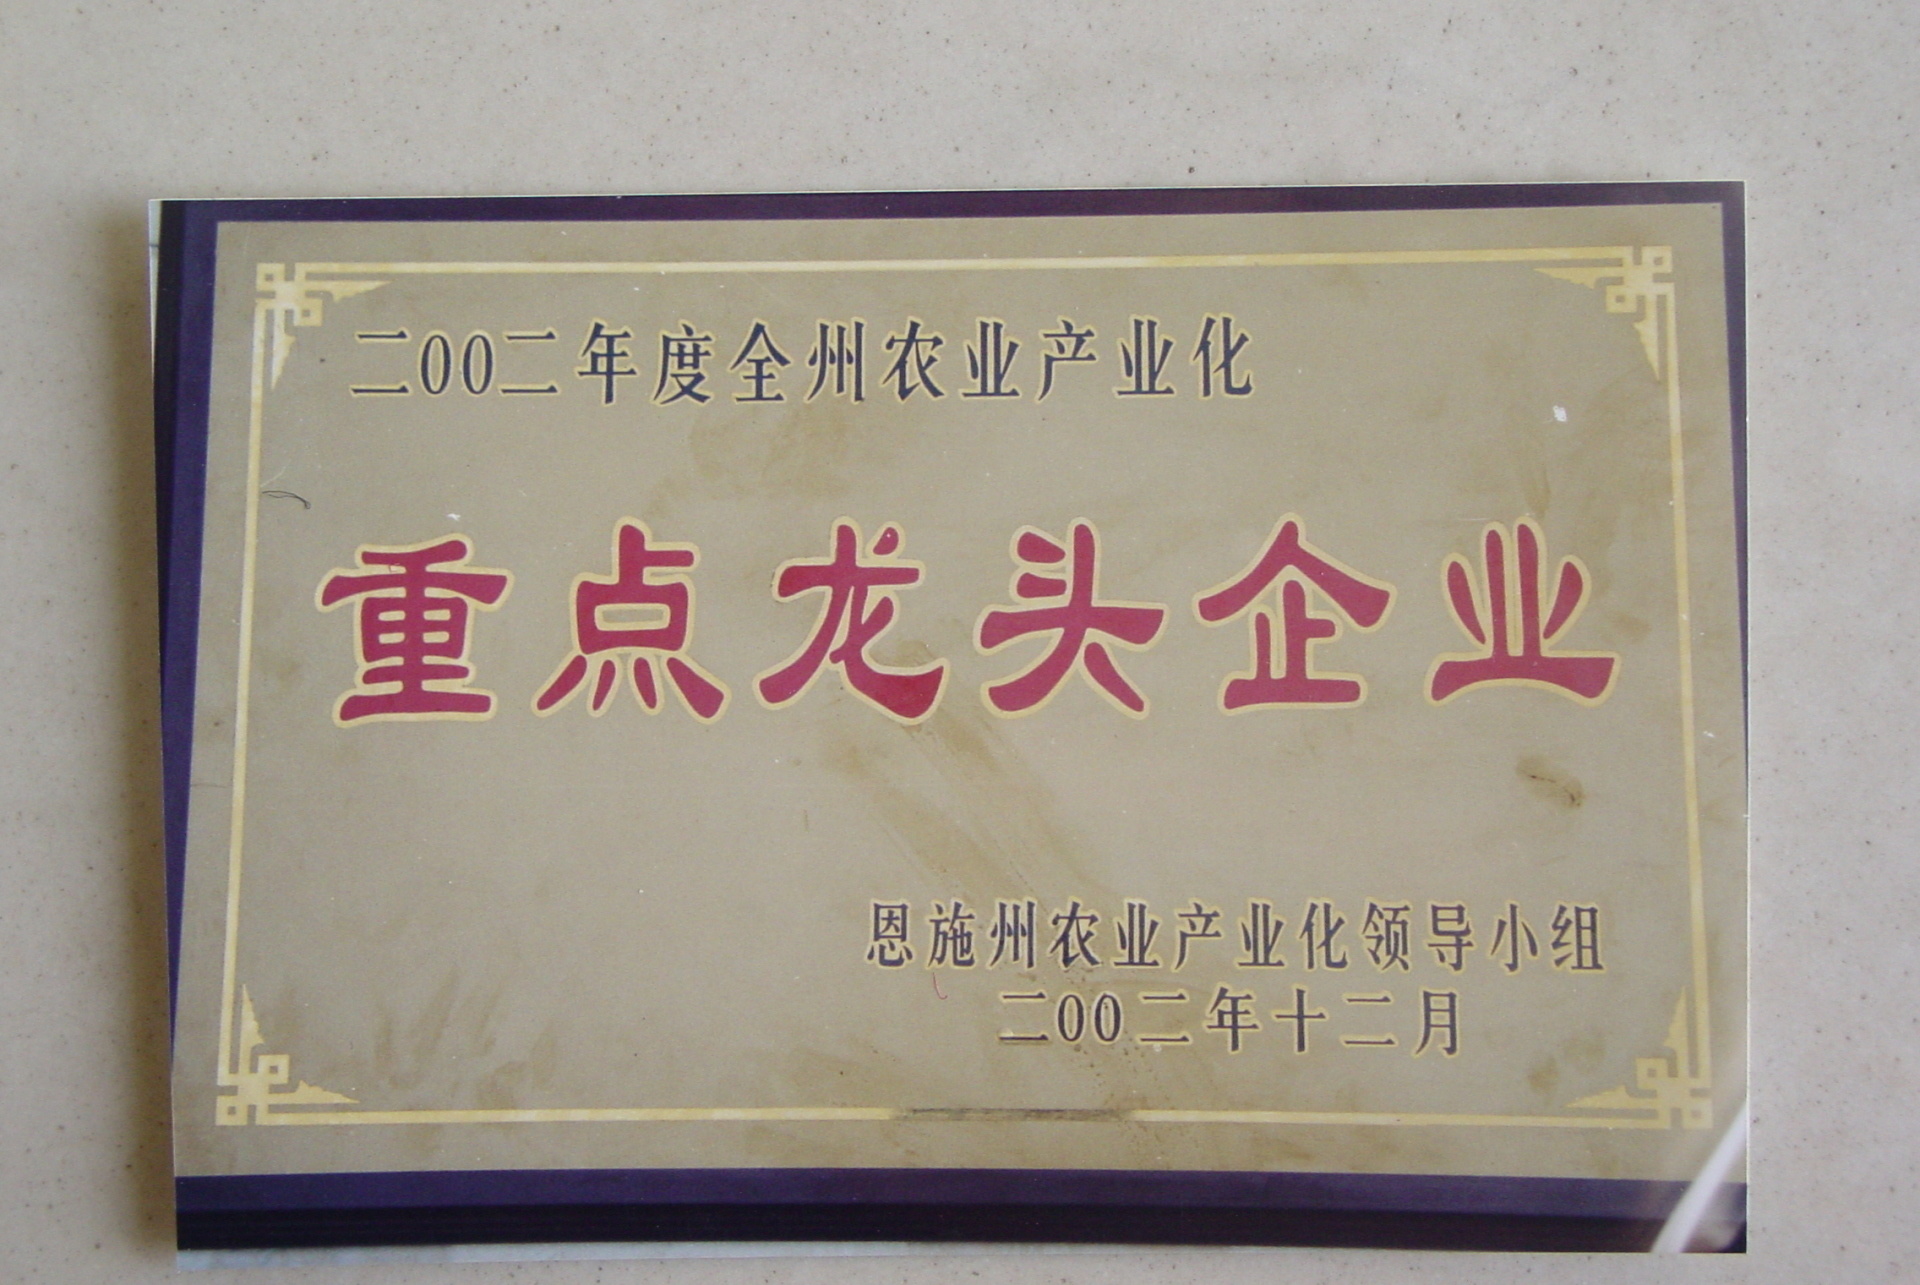 二00二年度全州农业产业化
重点龙头企业
恩施州农业产业化领导小组
二00二年十二月